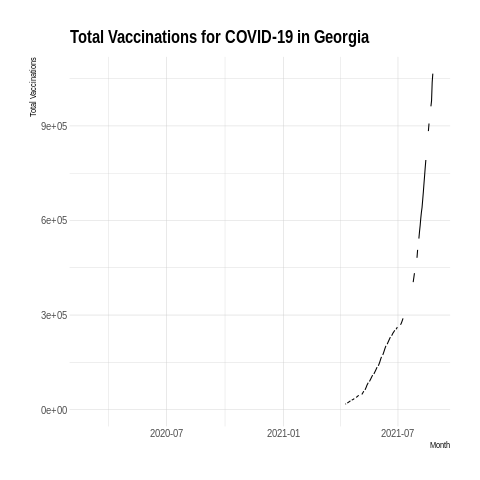 Total Vaccinations for COVID-19 in Georgia
Total Vaccinations
9e+05
6e+05
3e+05
0e+00
2020-07 2021-01 2021-07
Month